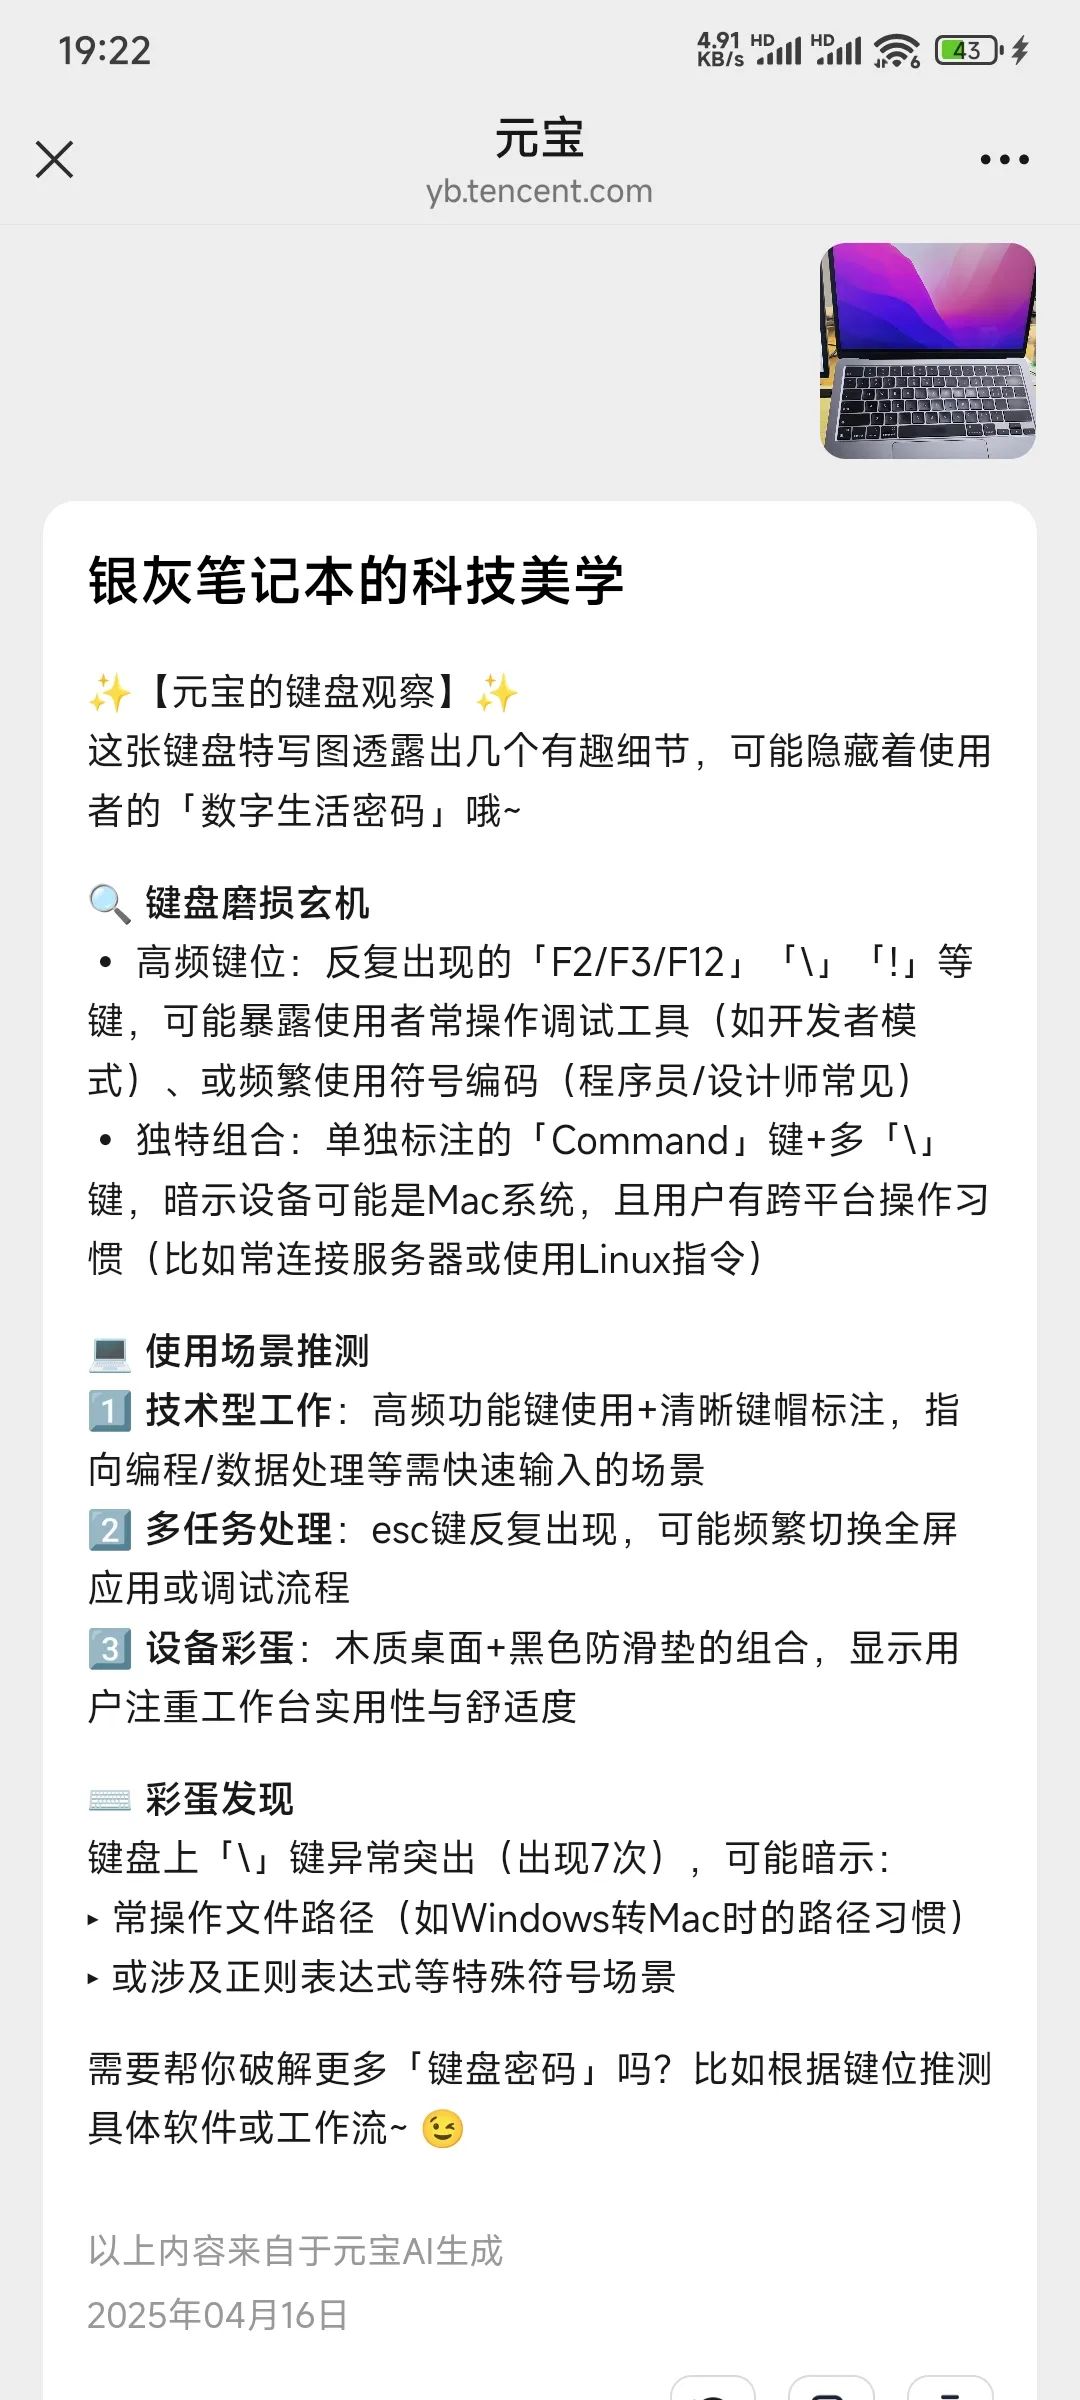 19:22
4.91 KB/s HD HD 6 43
元宝
yb.tencent.com
银灰笔记本的科技美学
✨【元宝的键盘观察】✨
这张键盘特写图透露出几个有趣细节，可能隐藏着使用
者的「数字生活密码」哦~
🔍 键盘磨损玄机
• 高频键位：反复出现的「F2/F3/F12」「\」「!」等
键，可能暴露使用者常操作调试工具（如开发者模
式）、或频繁使用符号编码（程序员/设计师常见）
• 独特组合：单独标注的「Command」键+多「\」
键，暗示设备可能是Mac系统，且用户有跨平台操作习
惯（比如常连接服务器或使用Linux指令）
💻 使用场景推测
1️⃣ 技术型工作：高频功能键使用+清晰键帽标注，指
向编程/数据处理等需快速输入的场景
2️⃣ 多任务处理：esc键反复出现，可能频繁切换全屏
应用或调试流程
3️⃣ 设备彩蛋：木质桌面+黑色防滑垫的组合，显示用
户注重工作台实用性与舒适度
⌨️ 彩蛋发现
键盘上「\」键异常突出（出现7次），可能暗示：
▸ 常操作文件路径（如Windows转Mac时的路径习惯）
▸ 或涉及正则表达式等特殊符号场景
需要帮你破解更多「键盘密码」吗？比如根据键位推测
具体软件或工作流~ 😉
以上内容来自于元宝AI生成
2025年04月16日